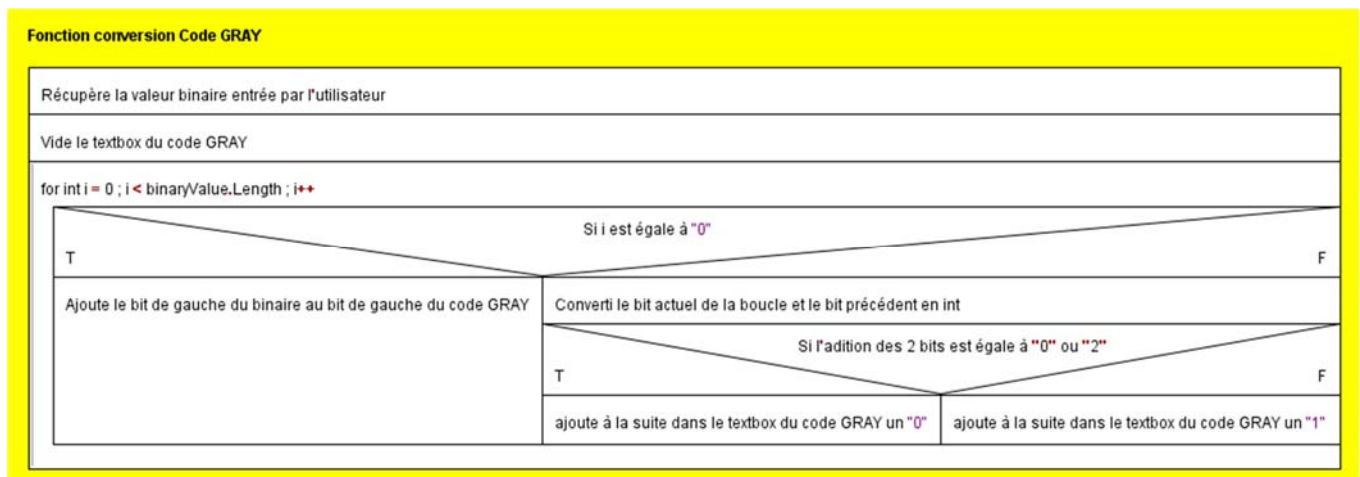 Fonction conversion Code GRAY
Récupère la valeur binaire entrée par l'utilisateur
Vide le textbox du code GRAY
for int i = 0 ; i < binaryValue.Length ; i++
Si i est égale à "0"
T
F
Ajoute le bit de gauche du binaire au bit de gauche du code GRAY
Converti le bit actuel de la boucle et le bit précédent en int
Si l'adition des 2 bits est égale à "0" ou "2"
T
F
ajoute à la suite dans le textbox du code GRAY un "0"
ajoute à la suite dans le textbox du code GRAY un "1"